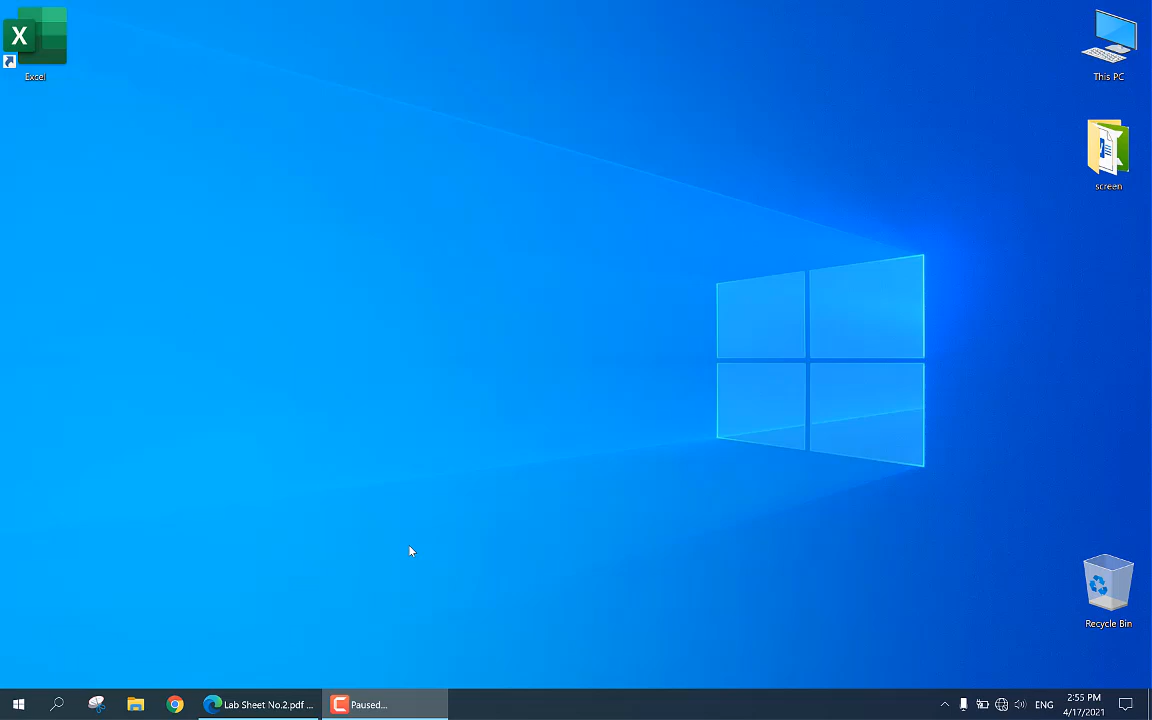 X
Excel
This PC
screen
Recycle Bin
Lab Sheet No.2.pdf ...
Paused...
ENG
2:55 PM
4/17/2021